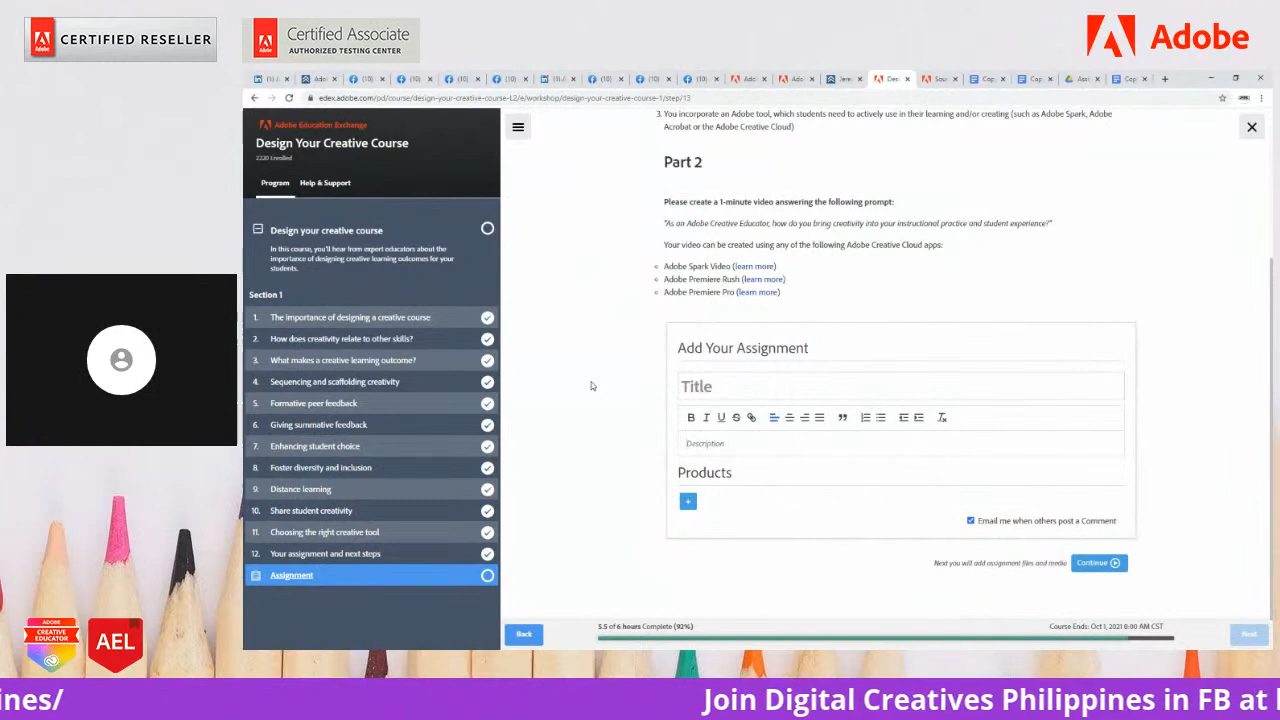 CERTIFIED RESELLER
Certified Associate
AUTHORIZED TESTING CENTER
Adobe
edex.adobe.com/pd/course/design-your-creative-course-t2/e/workshop/design-your-creative-course-1/step/13
Adobe Education Exchange
Design Your Creative Course
2220 Enrolled
Program
Help & Support
Design your creative course
In this course, you'll hear from expert educators about the
importance of designing creative learning outcomes for your
students.
Section 1
1. The importance of designing a creative course
2. How does creativity relate to other skills?
3. What makes a creative learning outcome?
4. Sequencing and scaffolding creativity
5. Formative peer feedback
6. Giving summative feedback
7. Enhancing student choice
8. Foster diversity and inclusion
9. Distance learning
10. Share student creativity
11. Choosing the right creative tool
12. Your assignment and next steps
Assignment
3. You incorporate an Adobe tool, which students need to actively use in their learning and/or creating (such as Adobe Spark, Adobe
Acrobat or the Adobe Creative Cloud)
Part 2
Please create a 1-minute video answering the following prompt:
"As an Adobe Creative Educator, how do you bring creativity into your instructional practice and student experience?"
Your video can be created using any of the following Adobe Creative Cloud apps:
Adobe Spark Video (learn more)
Adobe Premiere Rush (learn more)
Adobe Premiere Pro (learn more)
Add Your Assignment
Title
B I U S
Description
Products
+
Email me when others post a Comment
Next you will add assignment files and media
Continue
Back
5.5 of 6 hours Complete (92%)
Course Ends: Oct 1, 2021 8:00 AM CST
Next
ADOBE
CREATIVE
EDUCATOR
AEL
ines/
Join Digital Creatives Philippines in FB at